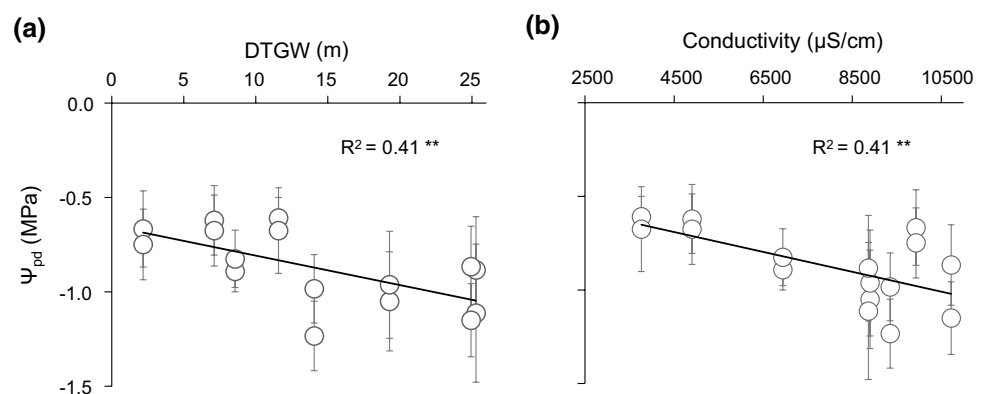 (a)
DTGW (m)
0 5 10 15 20 25
0.0
-0.5
-1.0
-1.5
Ψpd (MPa)
R² = 0.41 **
(b)
Conductivity (µS/cm)
2500 4500 6500 8500 10500
R² = 0.41 **